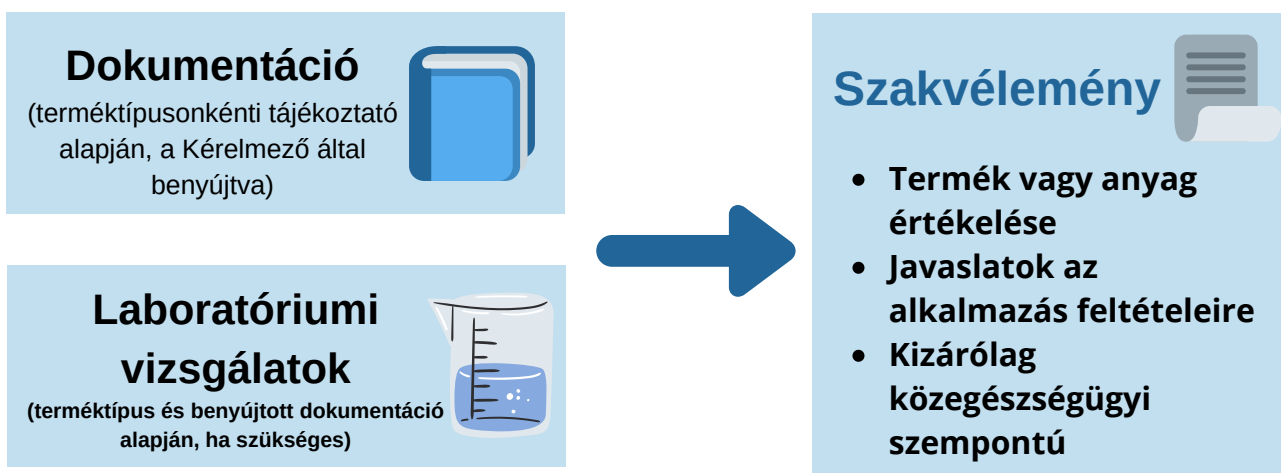 Dokumentáció
(terméktípusonkénti tájékoztató
alapján, a Kérelmező által
benyújtva)
Laboratóriumi
vizsgálatok
(terméktípus és benyújtott dokumentáció
alapján, ha szükséges)
Szakvélemény
• Termék vagy anyag
értékelése
• Javaslatok az
alkalmazás feltételeire
• Kizárólag
közegészségügyi
szempontú